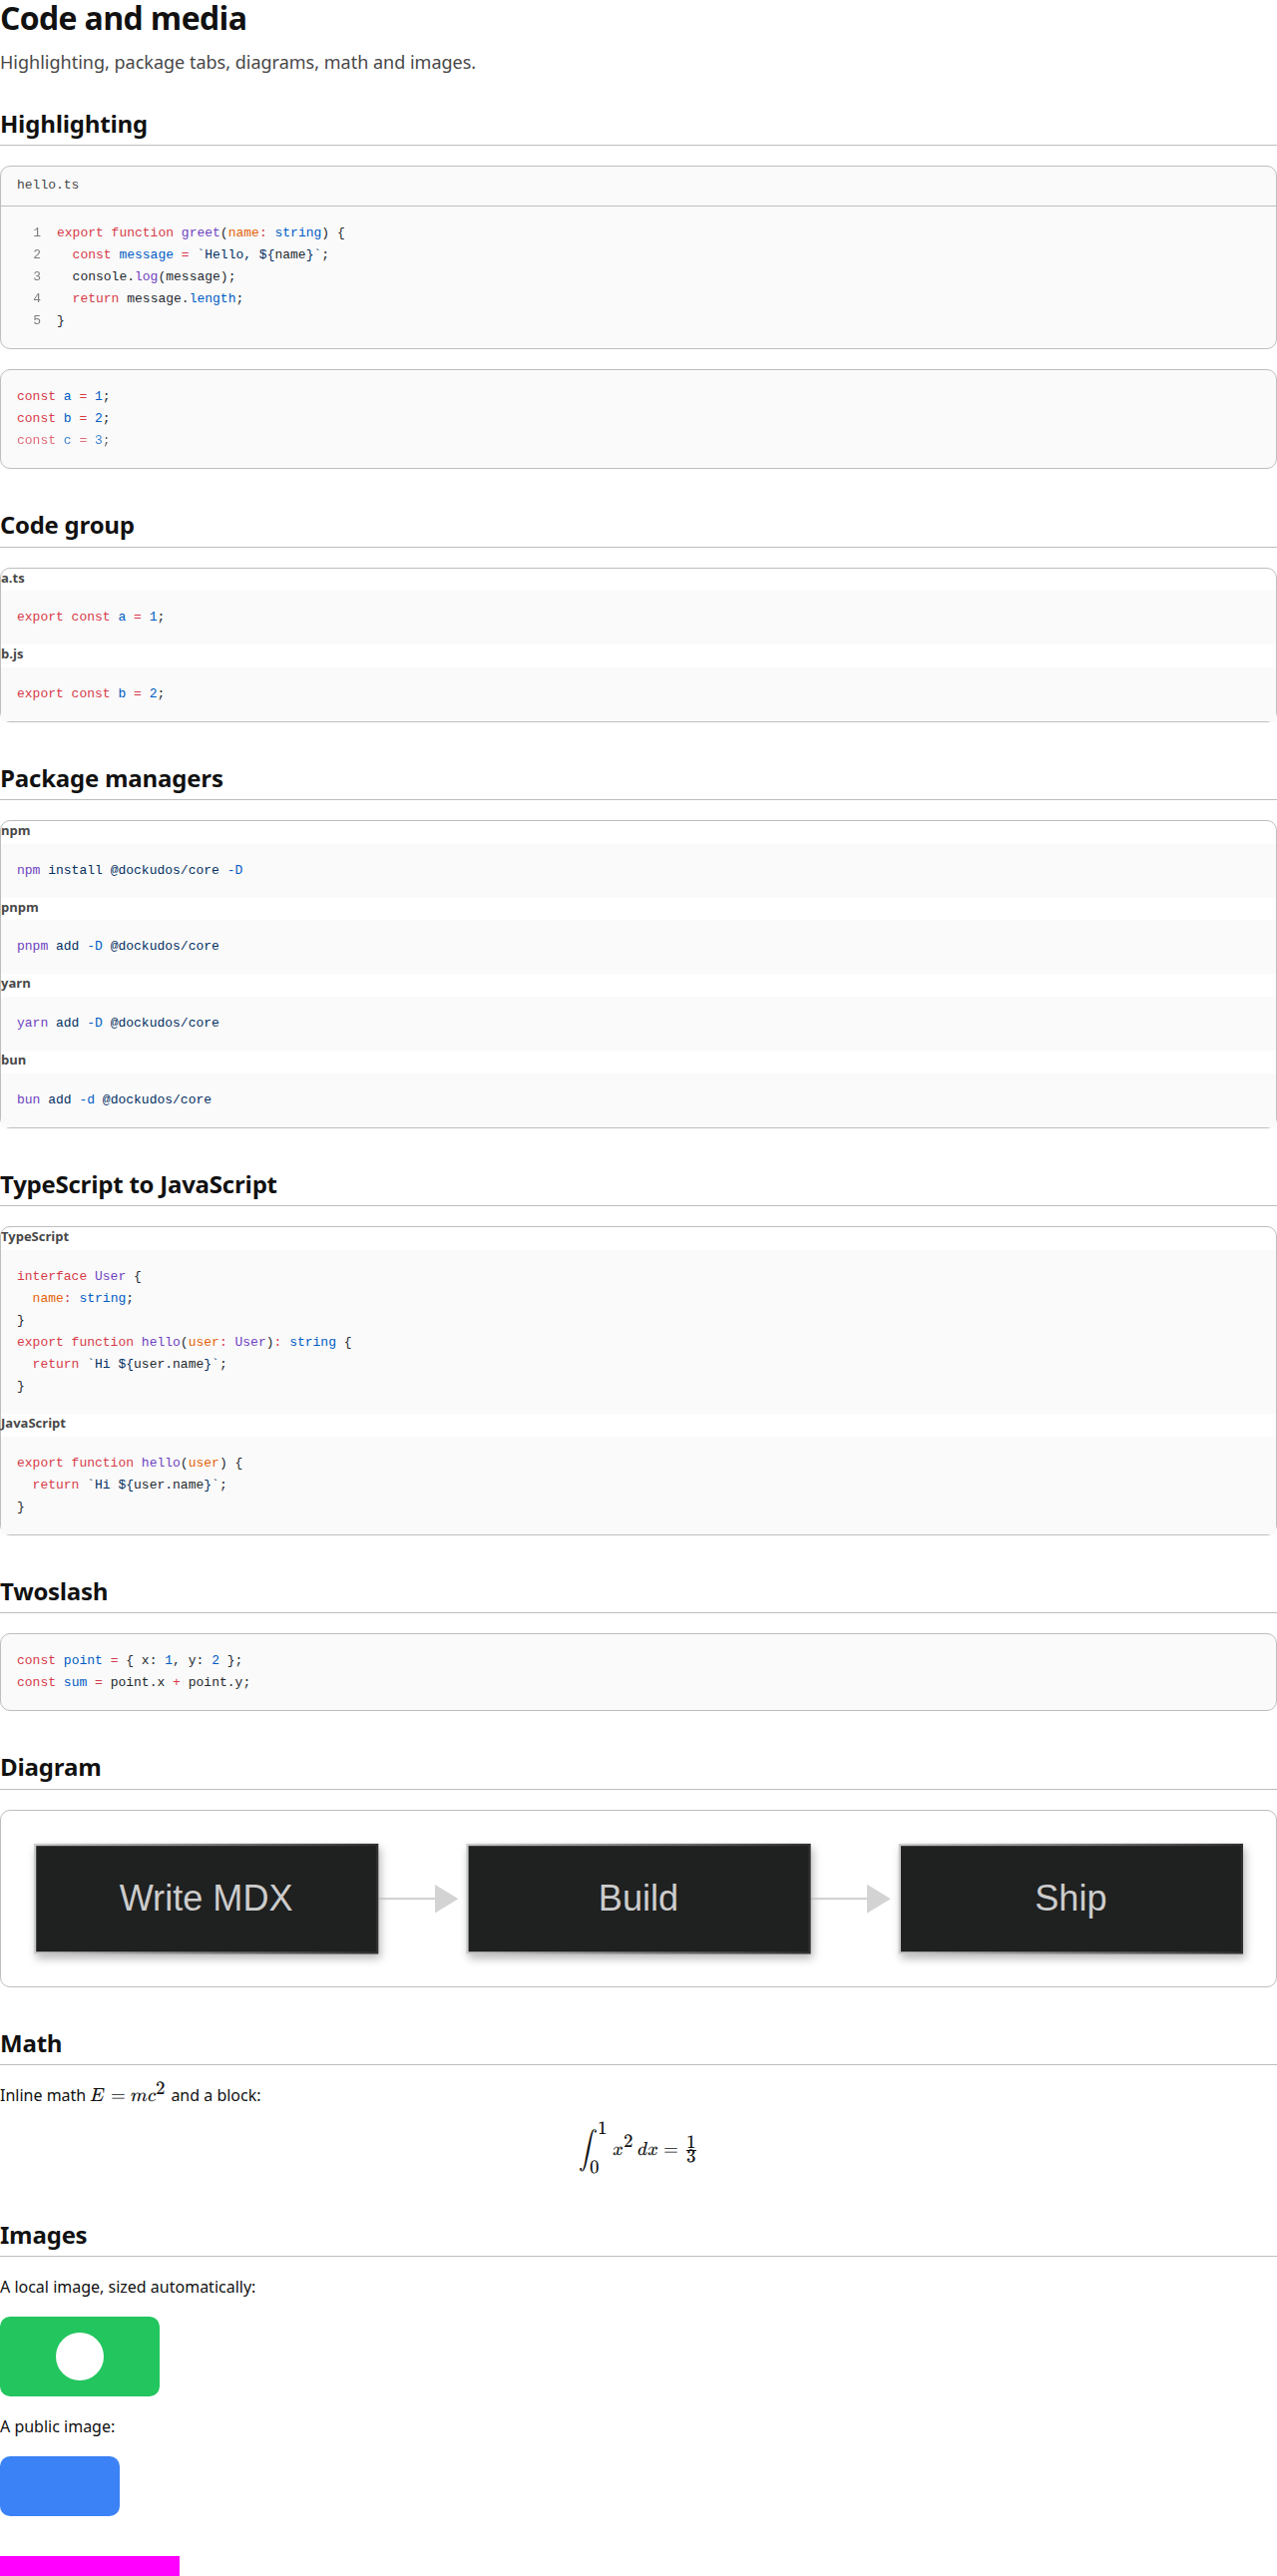 Code and media
Highlighting, package tabs, diagrams, math and images.
Highlighting
hello.ts
1 export function greet(name: string) {
2   const message = `Hello, ${name}`;
3   console.log(message);
4   return message.length;
5 }
const a = 1;
const b = 2;
const c = 3;
Code group
a.ts
export const a = 1;
b.js
export const b = 2;
Package managers
npm
npm install @dockudos/core -D
pnpm
pnpm add -D @dockudos/core
yarn
yarn add -D @dockudos/core
bun
bun add -d @dockudos/core
TypeScript to JavaScript
TypeScript
interface User {
  name: string;
}
export function hello(user: User): string {
  return `Hi ${user.name}`;
}
JavaScript
export function hello(user) {
  return `Hi ${user.name}`;
}
Twoslash
const point = { x: 1, y: 2 };
const sum = point.x + point.y;
Diagram
Write MDX Build Ship
Math
Inline math E = mc² and a block:
∫₀¹ x² dx = 1/3
Images
A local image, sized automatically:
A public image: